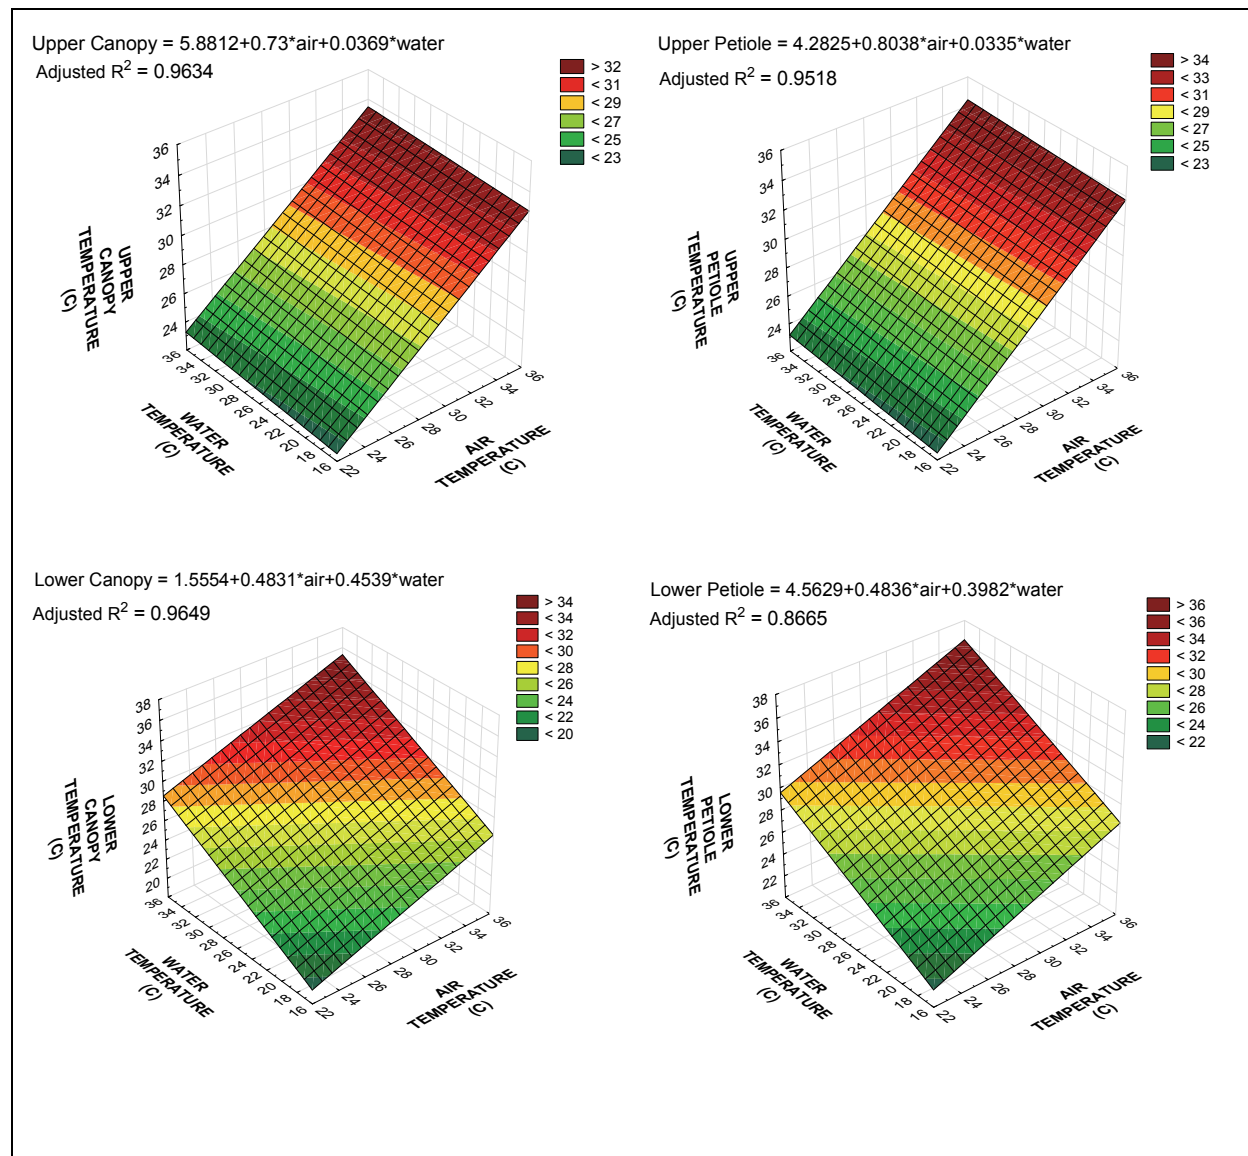 Upper Canopy = 5.8812+0.73*air+0.0369*water
Adjusted R² = 0.9634
> 32
< 31
< 29
< 27
< 25
< 23
36
34
32
30
28
26
24
UPPER
CANOPY
TEMPERATURE
(C)
36
34
32
30
28
26
24
22
20
18
16
WATER
TEMPERATURE
(C)
22
24
26
28
30
32
34
36
AIR
TEMPERATURE
(C)
Upper Petiole = 4.2825+0.8038*air+0.0335*water
Adjusted R² = 0.9518
> 34
< 33
< 31
< 29
< 27
< 25
< 23
36
34
32
30
28
26
24
UPPER
PETIOLE
TEMPERATURE
(C)
36
34
32
30
28
26
24
22
20
18
16
WATER
TEMPERATURE
(C)
22
24
26
28
30
32
34
36
AIR
TEMPERATURE
(C)
Lower Canopy = 1.5554+0.4831*air+0.4539*water
Adjusted R² = 0.9649
> 34
< 34
< 32
< 30
< 28
< 26
< 24
< 22
< 20
38
36
34
32
30
28
26
24
22
20
LOWER
CANOPY
TEMPERATURE
(C)
36
34
32
30
28
26
24
22
20
18
16
WATER
TEMPERATURE
(C)
22
24
26
28
30
32
34
36
AIR
TEMPERATURE
(C)
Lower Petiole = 4.5629+0.4836*air+0.3982*water
Adjusted R² = 0.8665
> 36
< 36
< 34
< 32
< 30
< 28
< 26
< 24
< 22
38
36
34
32
30
28
26
24
22
LOWER
PETIOLE
TEMPERATURE
(C)
36
34
32
30
28
26
24
22
20
18
16
WATER
TEMPERATURE
(C)
22
24
26
28
30
32
34
36
AIR
TEMPERATURE
(C)